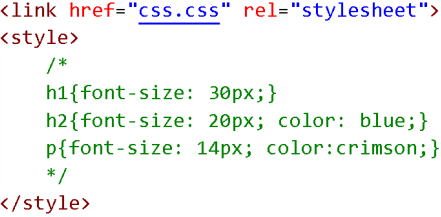 <link href="css.css" rel="stylesheet">
<style>
    /*
    h1{font-size: 30px;}
    h2{font-size: 20px; color: blue;}
    p{font-size: 14px; color:crimson;}
    */
</style>